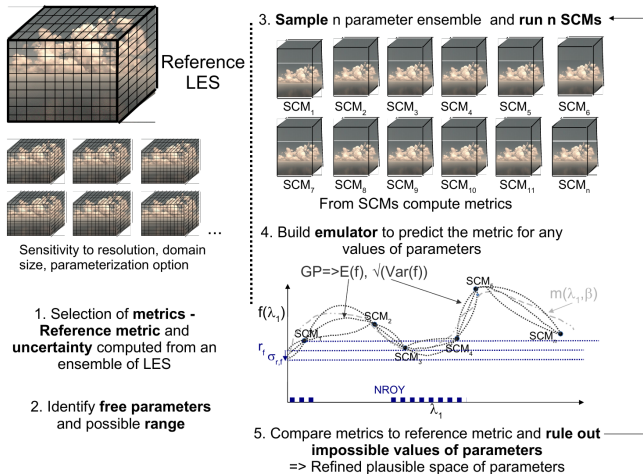 Reference
LES
...
Sensitivity to resolution, domain
size, parameterization option
1. Selection of metrics -
Reference metric and
uncertainty computed from an
ensemble of LES
2. Identify free parameters
and possible range
3. Sample n parameter ensemble and run n SCMs
SCM₁ SCM₂ SCM₃ SCM₄ SCM₅ SCM₆
SCM₇ SCM₈ SCM₉ SCM₁₀ SCM₁₁ SCMₙ
From SCMs compute metrics
4. Build emulator to predict the metric for any
values of parameters
GP=>E(f), √(Var(f))
SCM₅
m(λ₁,β)
f(λ₁)
SCM₁
SCM₂
SCM₃
SCM₄
SCMₙ
r_f
σ_r,f
NROY
λ₁
5. Compare metrics to reference metric and rule out
impossible values of parameters
=> Refined plausible space of parameters